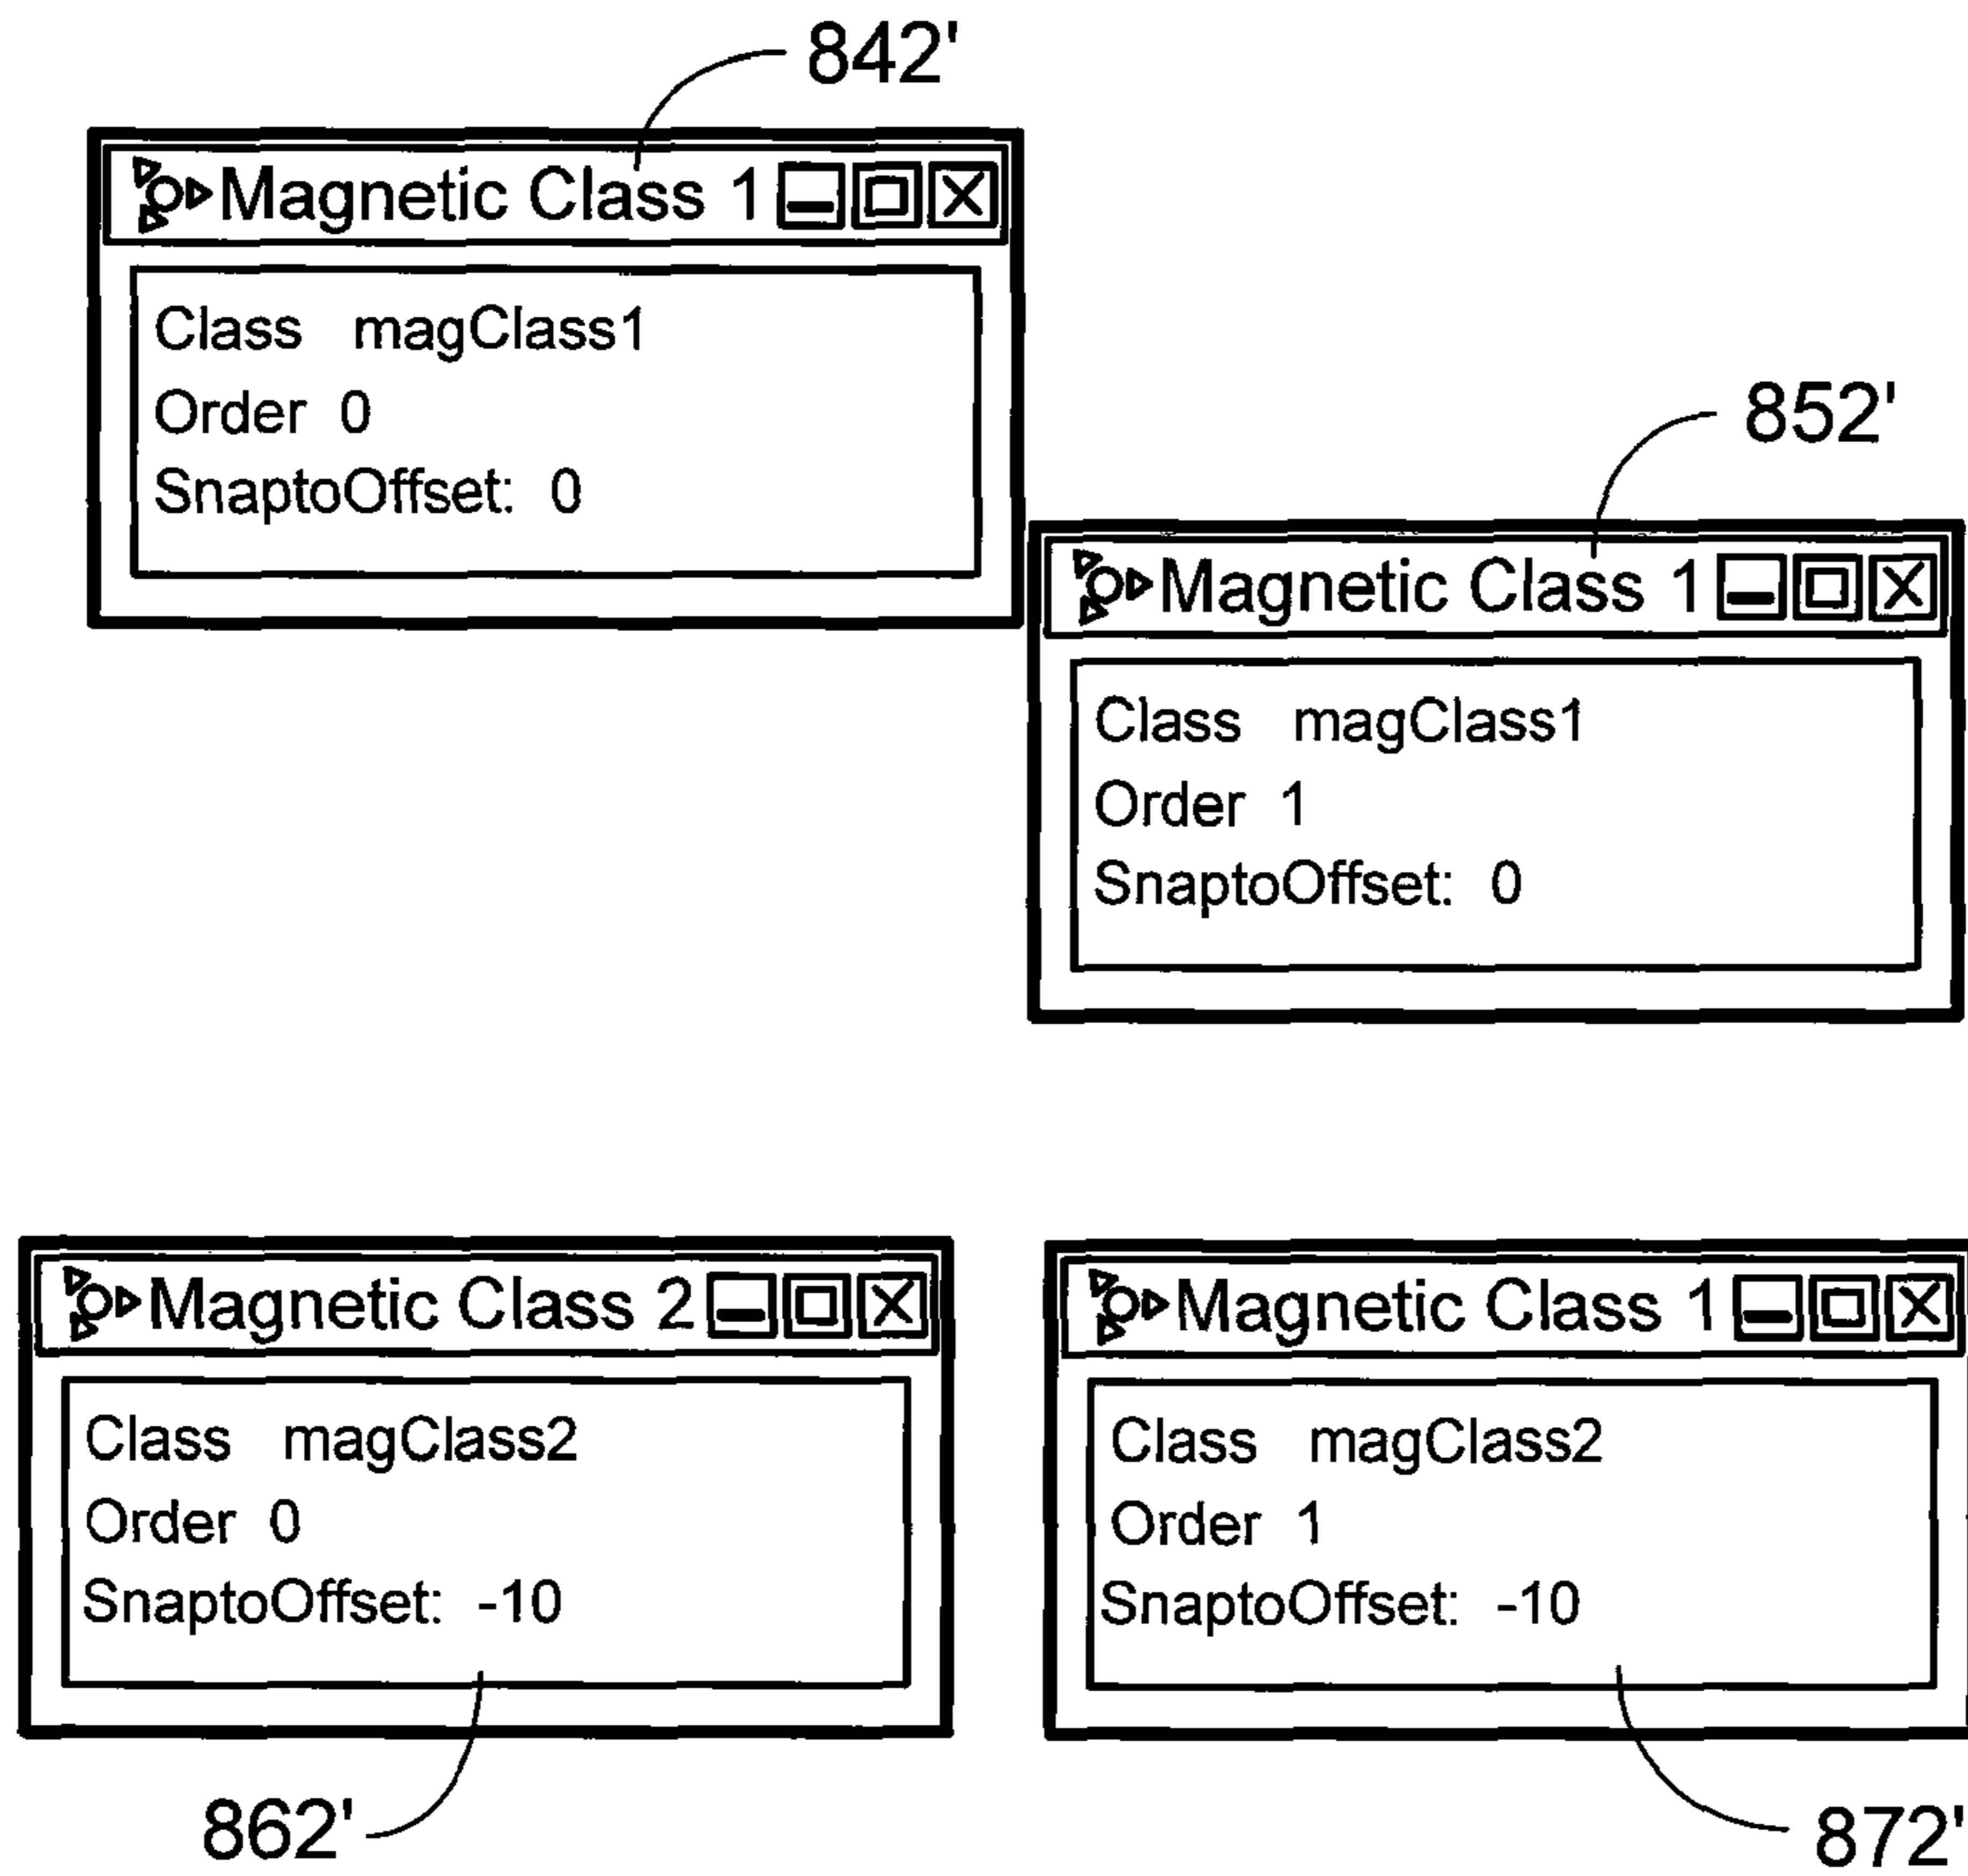 842'
Magnetic Class 1
Class magClass1
Order 0
SnaptoOffset: 0
852'
Magnetic Class 1
Class magClass1
Order 1
SnaptoOffset: 0
Magnetic Class 2
Class magClass2
Order 0
SnaptoOffset: -10
862'
Magnetic Class 1
Class magClass2
Order 1
SnaptoOffset: -10
872'